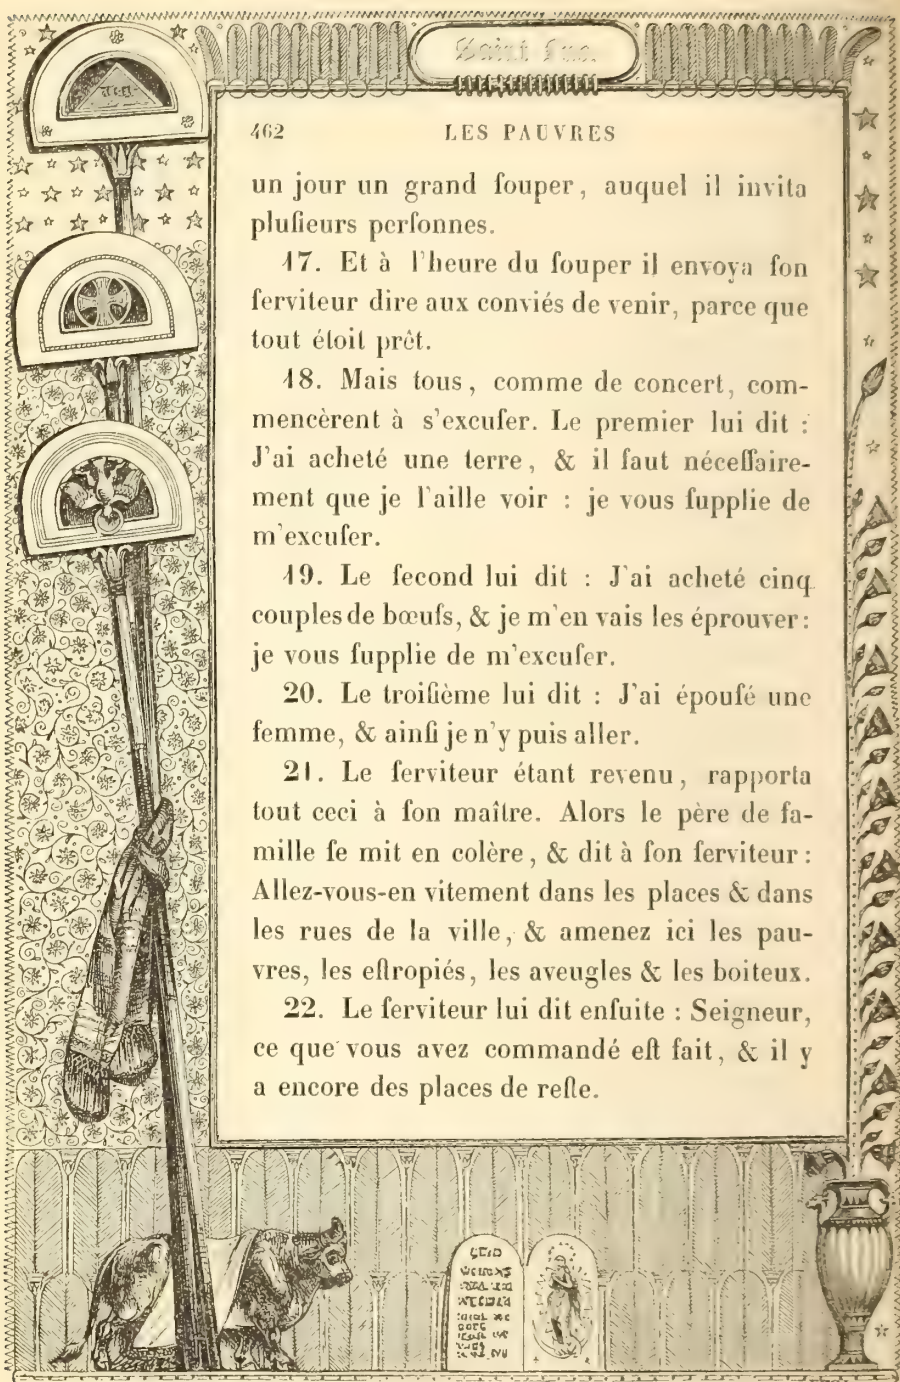 Saint Luc.
462 LES PAUVRES
un jour un grand ſouper, auquel il invita
pluſieurs perſonnes.
17. Et à l'heure du ſouper il envoya ſon
ſerviteur dire aux conviés de venir, parce que
tout étoit prêt.
18. Mais tous, comme de concert, com-
mencèrent à s'excuſer. Le premier lui dit :
J'ai acheté une terre, & il faut néceſſaire-
ment que je l'aille voir : je vous ſupplie de
m'excuſer.
19. Le ſecond lui dit : J'ai acheté cinq
couples de bœufs, & je m'en vais les éprouver :
je vous ſupplie de m'excuſer.
20. Le troiſième lui dit : J'ai épouſé une
femme, & ainſi je n'y puis aller.
21. Le ſerviteur étant revenu, rapporta
tout ceci à ſon maître. Alors le père de fa-
mille ſe mit en colère, & dit à ſon ſerviteur :
Allez-vous-en vitement dans les places & dans
les rues de la ville, & amenez ici les pau-
vres, les eſtropiés, les aveugles & les boiteux.
22. Le ſerviteur lui dit enſuite : Seigneur,
ce que vous avez commandé eſt fait, & il y
a encore des places de reſte.